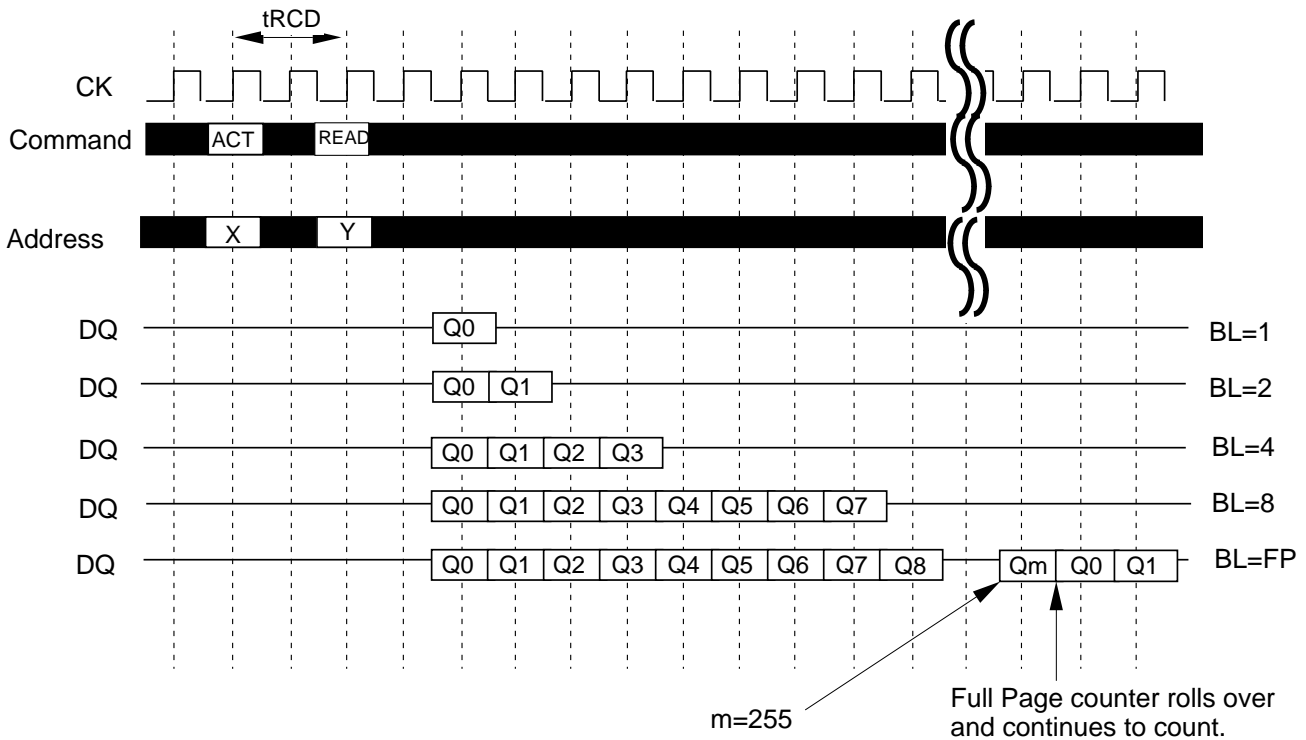 tRCD
CK
Command ACT READ
Address X Y
DQ Q0 BL=1
DQ Q0 Q1 BL=2
DQ Q0 Q1 Q2 Q3 BL=4
DQ Q0 Q1 Q2 Q3 Q4 Q5 Q6 Q7 BL=8
DQ Q0 Q1 Q2 Q3 Q4 Q5 Q6 Q7 Q8 Qm Q0 Q1 BL=FP
m=255
Full Page counter rolls over
and continues to count.